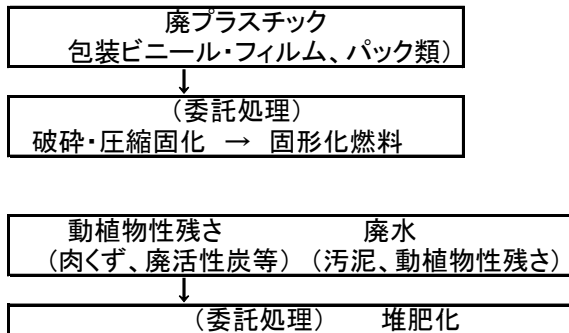 廃プラスチック
包装ビニール・フィルム、パック類）
↓
（委託処理）
破砕・圧縮固化 → 固形化燃料
動植物性残さ 廃水
（肉くず、廃活性炭等）（汚泥、動植物性残さ）
↓
（委託処理） 堆肥化